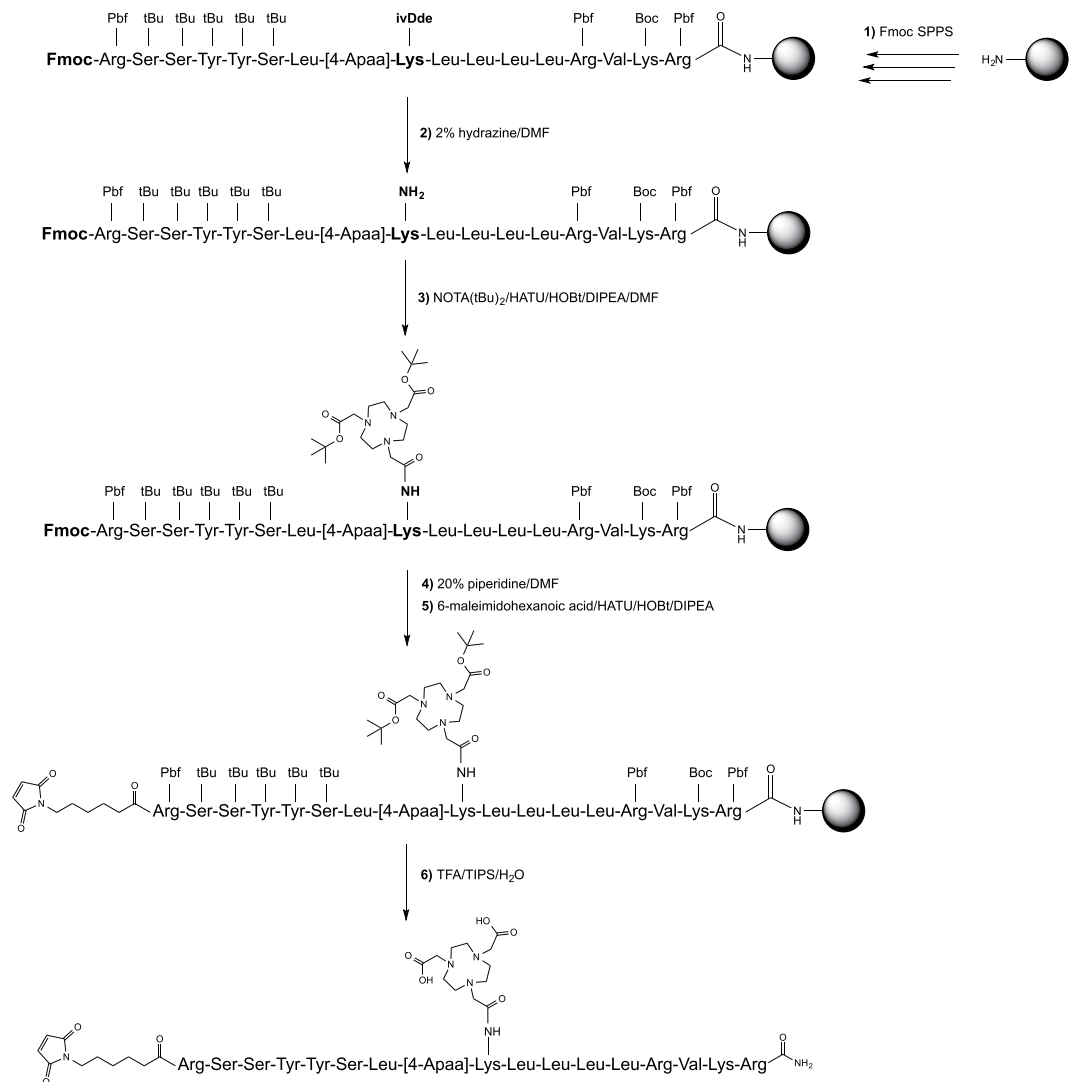 Pbf tBu tBu tBu tBu tBu ivDde Pbf Boc Pbf O
1) Fmoc SPPS
Fmoc-Arg-Ser-Ser-Tyr-Tyr-Ser-Leu-[4-Apaa]-Lys-Leu-Leu-Leu-Leu-Arg-Val-Lys-Arg N H H2N
2) 2% hydrazine/DMF
Pbf tBu tBu tBu tBu tBu NH2 Pbf Boc Pbf O
Fmoc-Arg-Ser-Ser-Tyr-Tyr-Ser-Leu-[4-Apaa]-Lys-Leu-Leu-Leu-Leu-Arg-Val-Lys-Arg N H
3) NOTA(tBu)2/HATU/HOBt/DIPEA/DMF
O O
O N N
O N
O
Pbf tBu tBu tBu tBu tBu NH Pbf Boc Pbf O
Fmoc-Arg-Ser-Ser-Tyr-Tyr-Ser-Leu-[4-Apaa]-Lys-Leu-Leu-Leu-Leu-Arg-Val-Lys-Arg N H
4) 20% piperidine/DMF
5) 6-maleimidohexanoic acid/HATU/HOBt/DIPEA
O O
O N N
O N
O
O O Pbf tBu tBu tBu tBu tBu NH Pbf Boc Pbf O
N Arg-Ser-Ser-Tyr-Tyr-Ser-Leu-[4-Apaa]-Lys-Leu-Leu-Leu-Leu-Arg-Val-Lys-Arg N H
O
6) TFA/TIPS/H2O
HO O
O N N
OH N
O
O O NH O
N Arg-Ser-Ser-Tyr-Tyr-Ser-Leu-[4-Apaa]-Lys-Leu-Leu-Leu-Leu-Arg-Val-Lys-Arg NH2
O